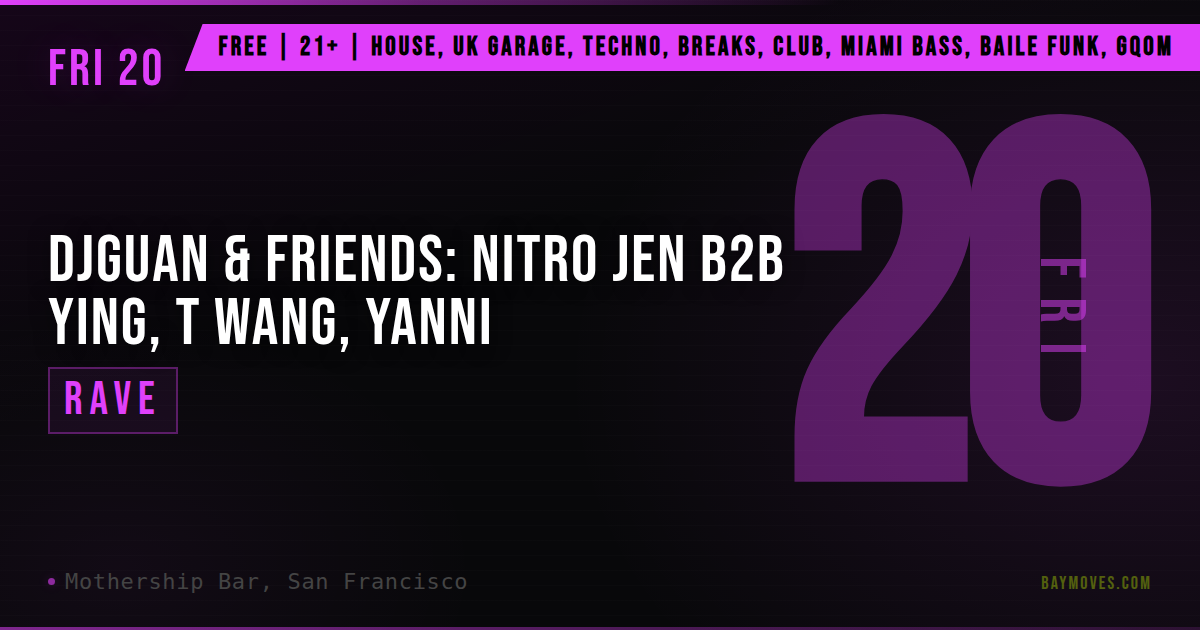 FRI 20
FREE | 21+ | HOUSE, UK GARAGE, TECHNO, BREAKS, CLUB, MIAMI BASS, BAILE FUNK, GQOM
20
FRI
DJGUAN & FRIENDS: NITRO JEN B2B
YING, T WANG, YANNI
RAVE
• Mothership Bar, San Francisco
BAYMOVES.COM